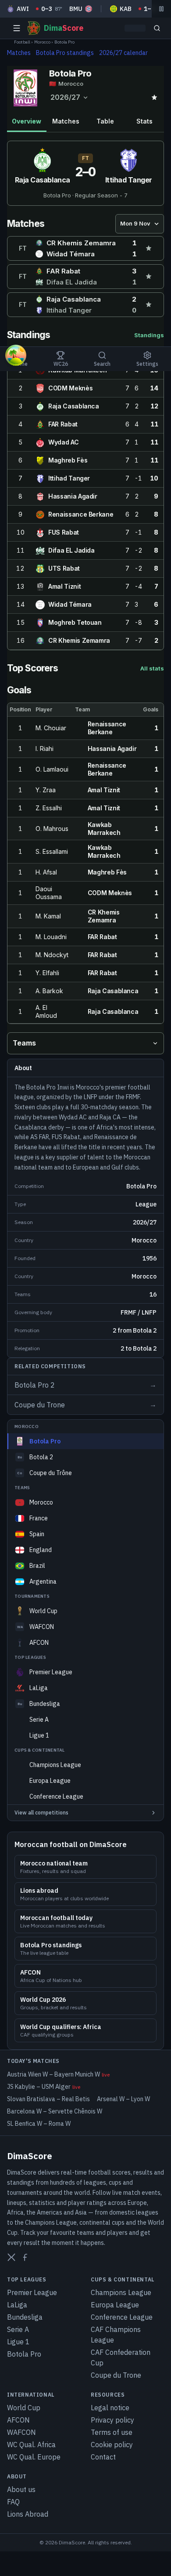 AWI 0-3 87' BMU KAB 1-
DimaScore
Football › Morocco › Botola Pro
Matches Botola Pro standings 2026/27 calendar
Botola Pro
Morocco
2026/27
Overview Matches Table Stats
FT
Raja Casablanca 2-0 Ittihad Tanger
Botola Pro · Regular Season - 7
Matches
Mon 9 Nov
FT CR Khemis Zemamra 1
Widad Témara 1
FT FAR Rabat 3
Difaa EL Jadida 1
FT Raja Casablanca 2
Ittihad Tanger 0
Standings Standings
WC26 Search Settings
2 CODM Meknès 7 6 14
3 Raja Casablanca 7 2 12
4 FAR Rabat 6 4 11
5 Wydad AC 7 1 11
6 Maghreb Fès 7 1 11
7 Ittihad Tanger 7 -1 10
8 Hassania Agadir 7 2 9
9 Renaissance Berkane 6 2 8
10 FUS Rabat 7 -1 8
11 Difaa EL Jadida 7 -2 8
12 UTS Rabat 7 -2 8
13 Amal Tiznit 7 -4 7
14 Widad Témara 7 3 6
15 Moghreb Tetouan 7 -8 3
16 CR Khemis Zemamra 7 -7 2
Top Scorers All stats
Goals
Position Player Team Goals
1 M. Chouiar Renaissance Berkane 1
1 I. Riahi Hassania Agadir 1
1 O. Lamlaoui Renaissance Berkane 1
1 Y. Zraa Amal Tiznit 1
1 Z. Essalhi Amal Tiznit 1
1 O. Mahrous Kawkab Marrakech 1
1 S. Essallami Kawkab Marrakech 1
1 H. Afsal Maghreb Fès 1
1 Daoui Oussama CODM Meknès 1
1 M. Kamal CR Khemis Zemamra 1
1 M. Louadni FAR Rabat 1
1 M. Ndockyt FAR Rabat 1
1 Y. Elfahli FAR Rabat 1
1 A. Barkok Raja Casablanca 1
1 A. El Amloud Raja Casablanca 1
Teams
About
The Botola Pro Inwi is Morocco's premier football
league, organized by the LNFP under the FRMF.
Sixteen clubs play a full 30-matchday season. The
rivalry between Wydad AC and Raja CA — the
Casablanca derby — is one of Africa's most intense,
while AS FAR, FUS Rabat, and Renaissance de
Berkane have all lifted the title in recent years. The
league is a key supplier of talent to the Moroccan
national team and to European and Gulf clubs.
Competition Botola Pro
Type League
Season 2026/27
Country Morocco
Founded 1956
Country Morocco
Teams 16
Governing body FRMF / LNFP
Promotion 2 from Botola 2
Relegation 2 to Botola 2
RELATED COMPETITIONS
Botola Pro 2 →
Coupe du Trone →
MOROCCO
Botola Pro
Botola 2
Coupe du Trône
TEAMS
Morocco
France
Spain
England
Brazil
Argentina
TOURNAMENTS
World Cup
WAFCON
AFCON
TOP LEAGUES
Premier League
LaLiga
Bundesliga
Serie A
Ligue 1
CUPS & CONTINENTAL
Champions League
Europa League
Conference League
View all competitions ›
Moroccan football on DimaScore
Morocco national team
Fixtures, results and squad
Lions abroad
Moroccan players at clubs worldwide
Moroccan football today
Live Moroccan matches and results
Botola Pro standings
The live league table
AFCON
Africa Cup of Nations hub
World Cup 2026
Groups, bracket and results
World Cup qualifiers: Africa
CAF qualifying groups
TODAY'S MATCHES
Austria Wien W – Bayern Munich W live
JS Kabylie – USM Alger live
Slovan Bratislava – Real Betis Arsenal W – Lyon W
Barcelona W – Servette Chênois W
SL Benfica W – Roma W
DimaScore
DimaScore delivers real-time football scores, results and
standings from hundreds of leagues, cups and
tournaments around the world. Follow live match events,
lineups, statistics and player ratings across Europe,
Africa, the Americas and Asia — from domestic leagues
to the Champions League, continental cups and the World
Cup. Track your favourite teams and players and get
every result the moment it happens.
TOP LEAGUES
Premier League
LaLiga
Bundesliga
Serie A
Ligue 1
Botola Pro
CUPS & CONTINENTAL
Champions League
Europa League
Conference League
CAF Champions League
CAF Confederation Cup
Coupe du Trone
INTERNATIONAL
World Cup
AFCON
WAFCON
WC Qual. Africa
WC Qual. Europe
RESOURCES
Legal notice
Privacy policy
Terms of use
Cookie policy
Contact
ABOUT
About us
FAQ
Lions Abroad
© 2026 DimaScore. All rights reserved.